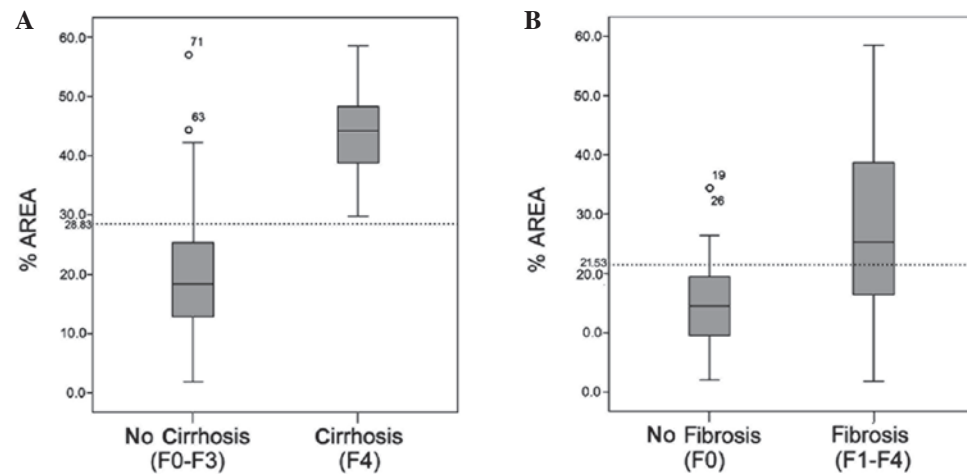 A
% AREA
60.0
50.0
40.0
30.0
28.83
20.0
10.0
0.0
71
63
No Cirrhosis
(F0-F3)
Cirrhosis
(F4)
B
% AREA
60.0
50.0
40.0
30.0
21.53
20.0
0.0
0.0
19
26
No Fibrosis
(F0)
Fibrosis
(F1-F4)